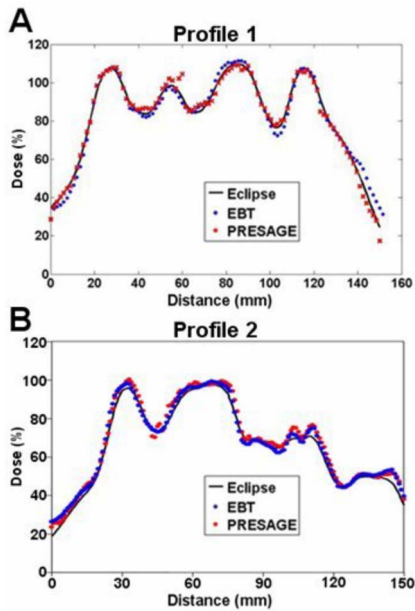 A
Profile 1
120
100
80
60
40
20
0
Dose (%)
Eclipse
EBT
PRESAGE
0 20 40 60 80 100 120 140 160
Distance (mm)
B
Profile 2
120
100
80
60
40
20
0
Dose (%)
Eclipse
EBT
PRESAGE
0 30 60 90 120 150
Distance (mm)